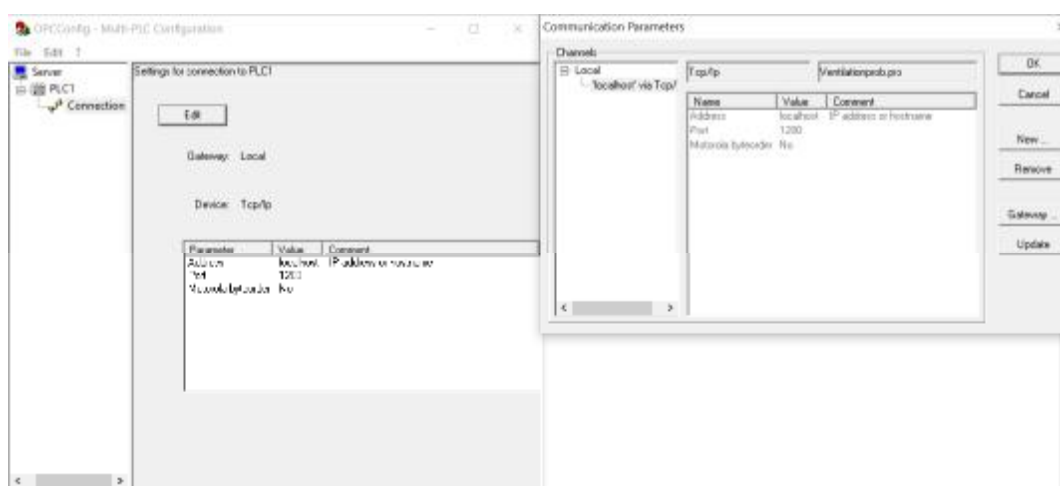 OPCConfig - Multi-PLC Configuration
File Edit ?
Server
PLC1
Connection
Settings for connection to PLC1
Edit
Gateway: Local
Device: Tcp/Ip
Parameter Value Comment
Address localhost IP address or hostname
Port 1200
Motorola byteorder No
Communication Parameters
Channels
Local
'localhost' via Tcp/
Tcp/Ip
Ventilationprob.pro
Name Value Comment
Address localhost IP address or hostname
Port 1200
Motorola byteorder No
OK
Cancel
New ...
Remove
Gateway ...
Update